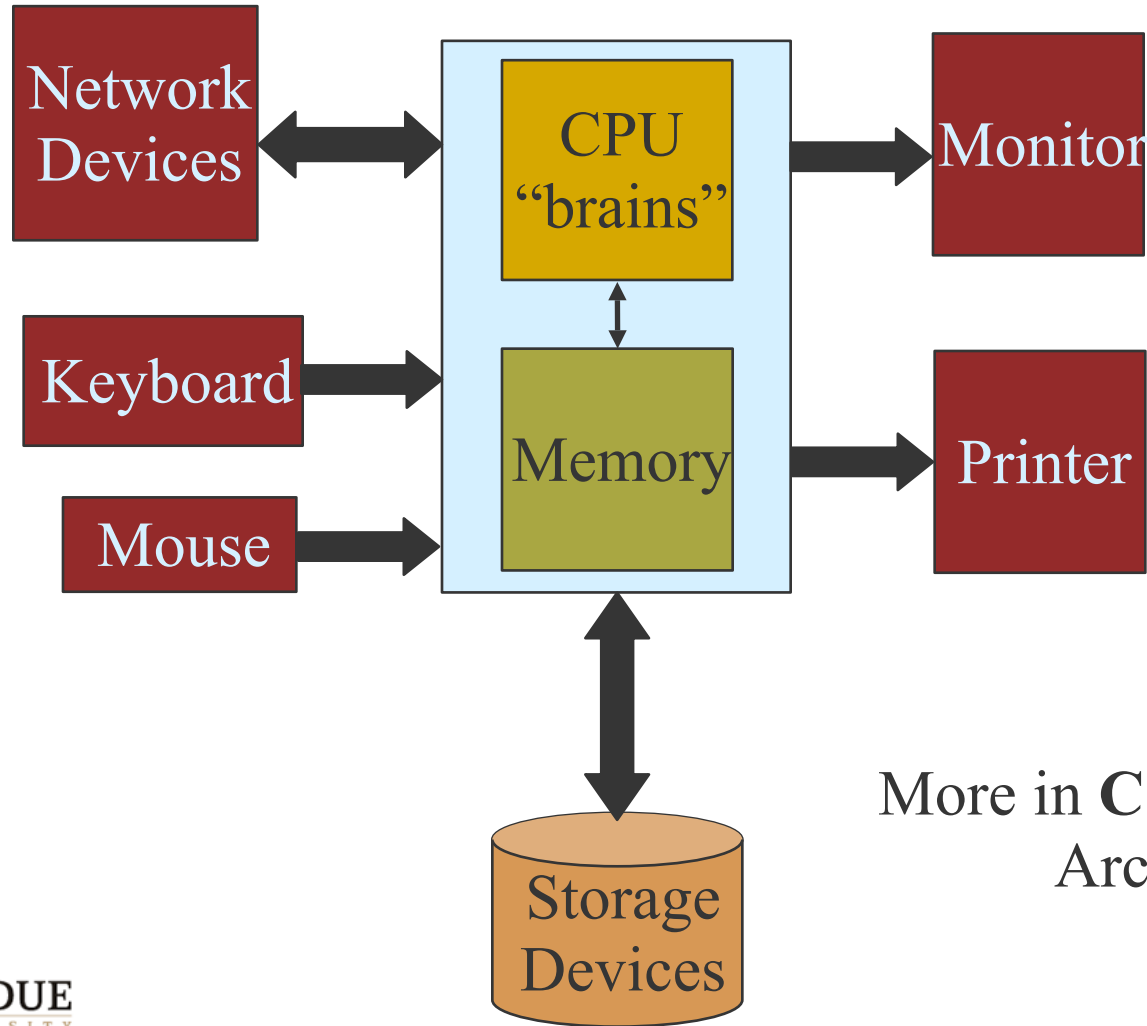 Network
Devices
CPU
“brains”
Monitor
Keyboard
Memory
Printer
Mouse
More in C
Arc
Storage
Devices
DUE